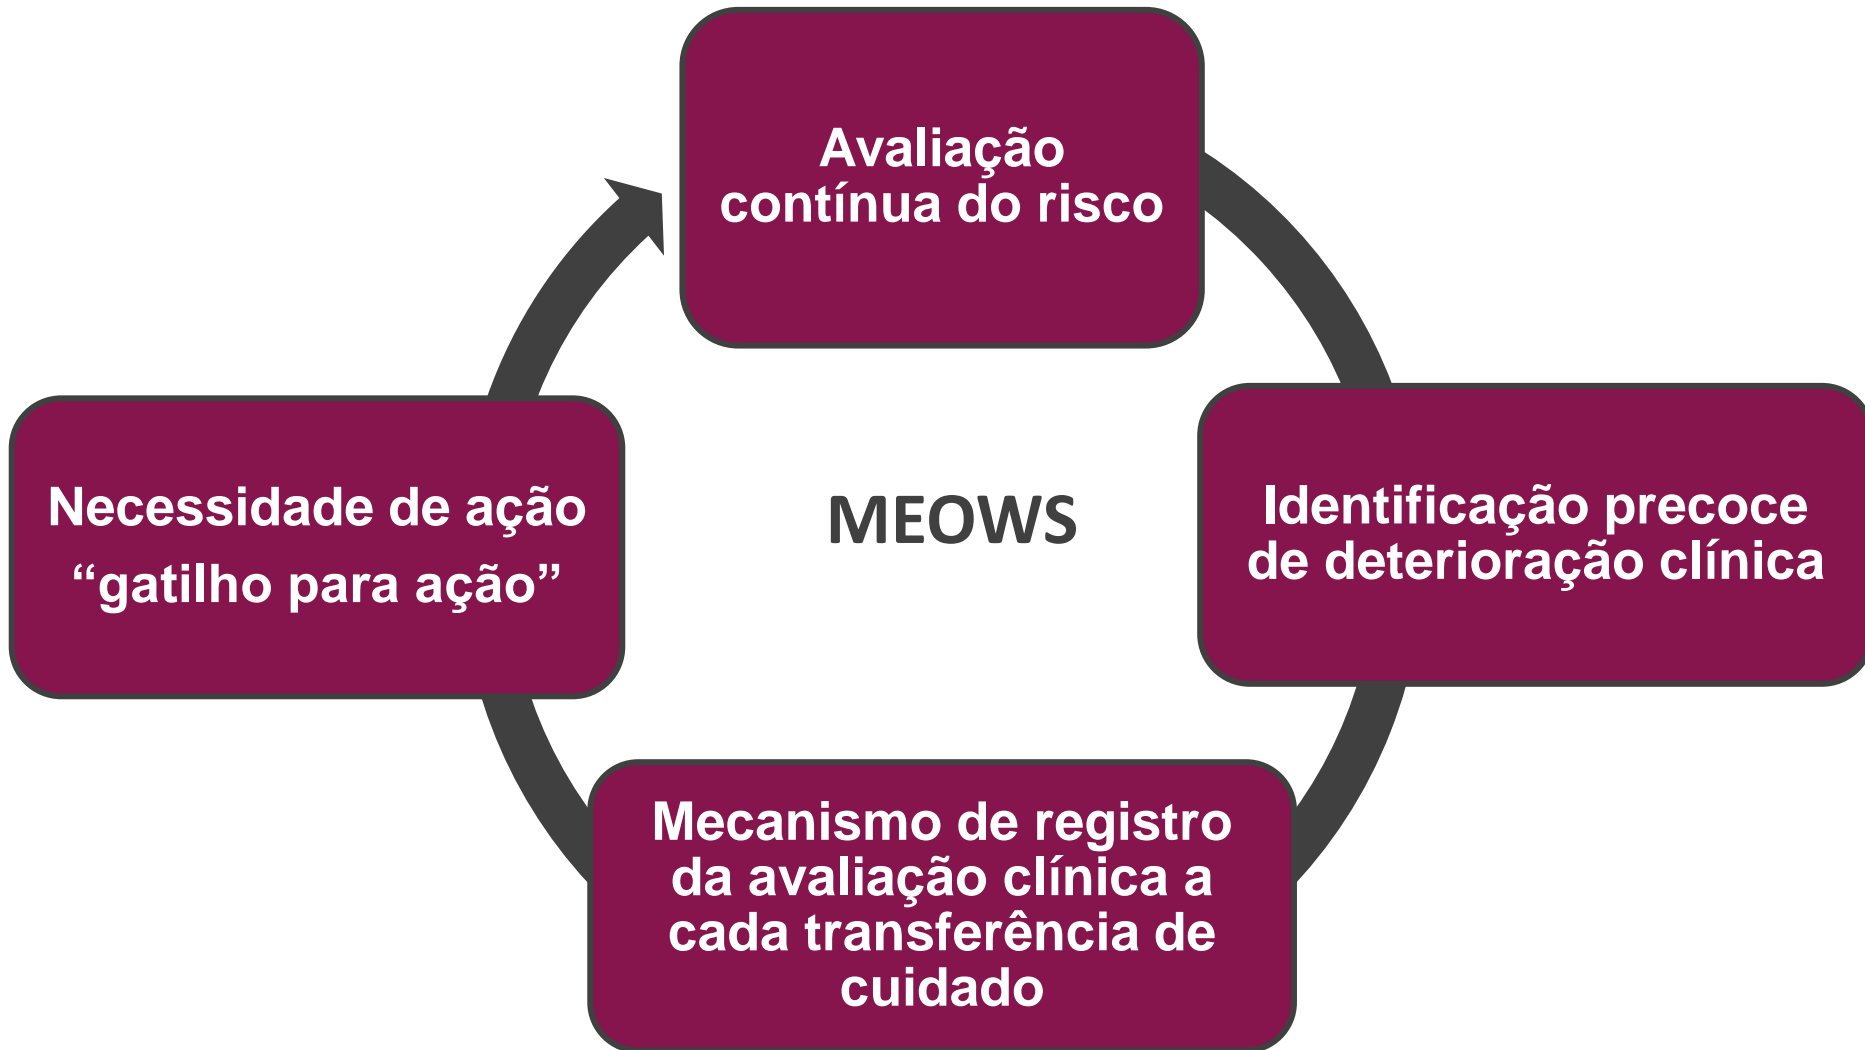 Avaliação
contínua do risco
Necessidade de ação
“gatilho para ação”
MEOWS
Identificação precoce
de deterioração clínica
Mecanismo de registro
da avaliação clínica a
cada transferência de
cuidado